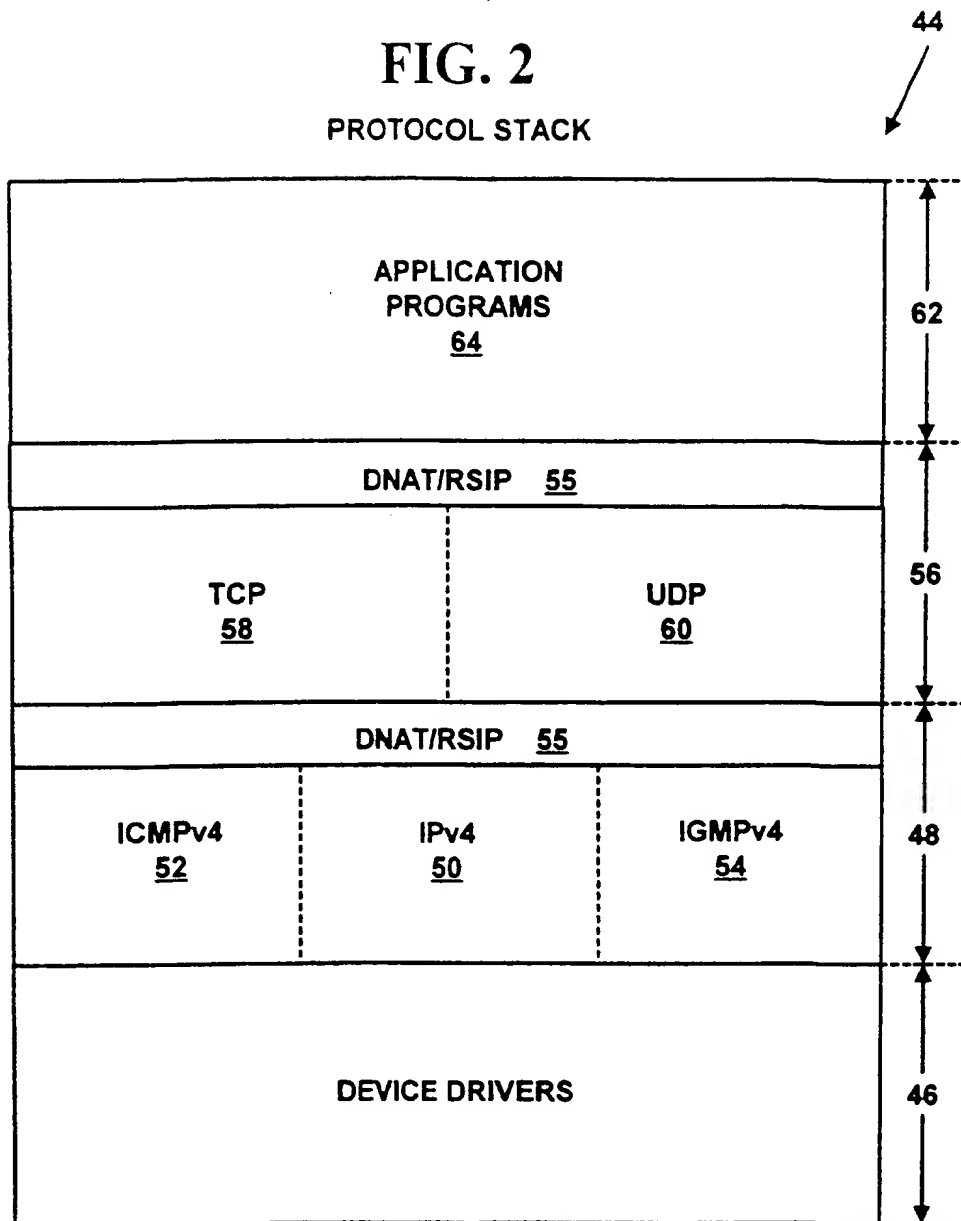 44
FIG. 2
PROTOCOL STACK
APPLICATION
PROGRAMS
64
62
DNAT/RSIP 55
56
TCP
58
UDP
60
DNAT/RSIP 55
ICMPv4
52
IPv4
50
IGMPv4
54
48
DEVICE DRIVERS
46